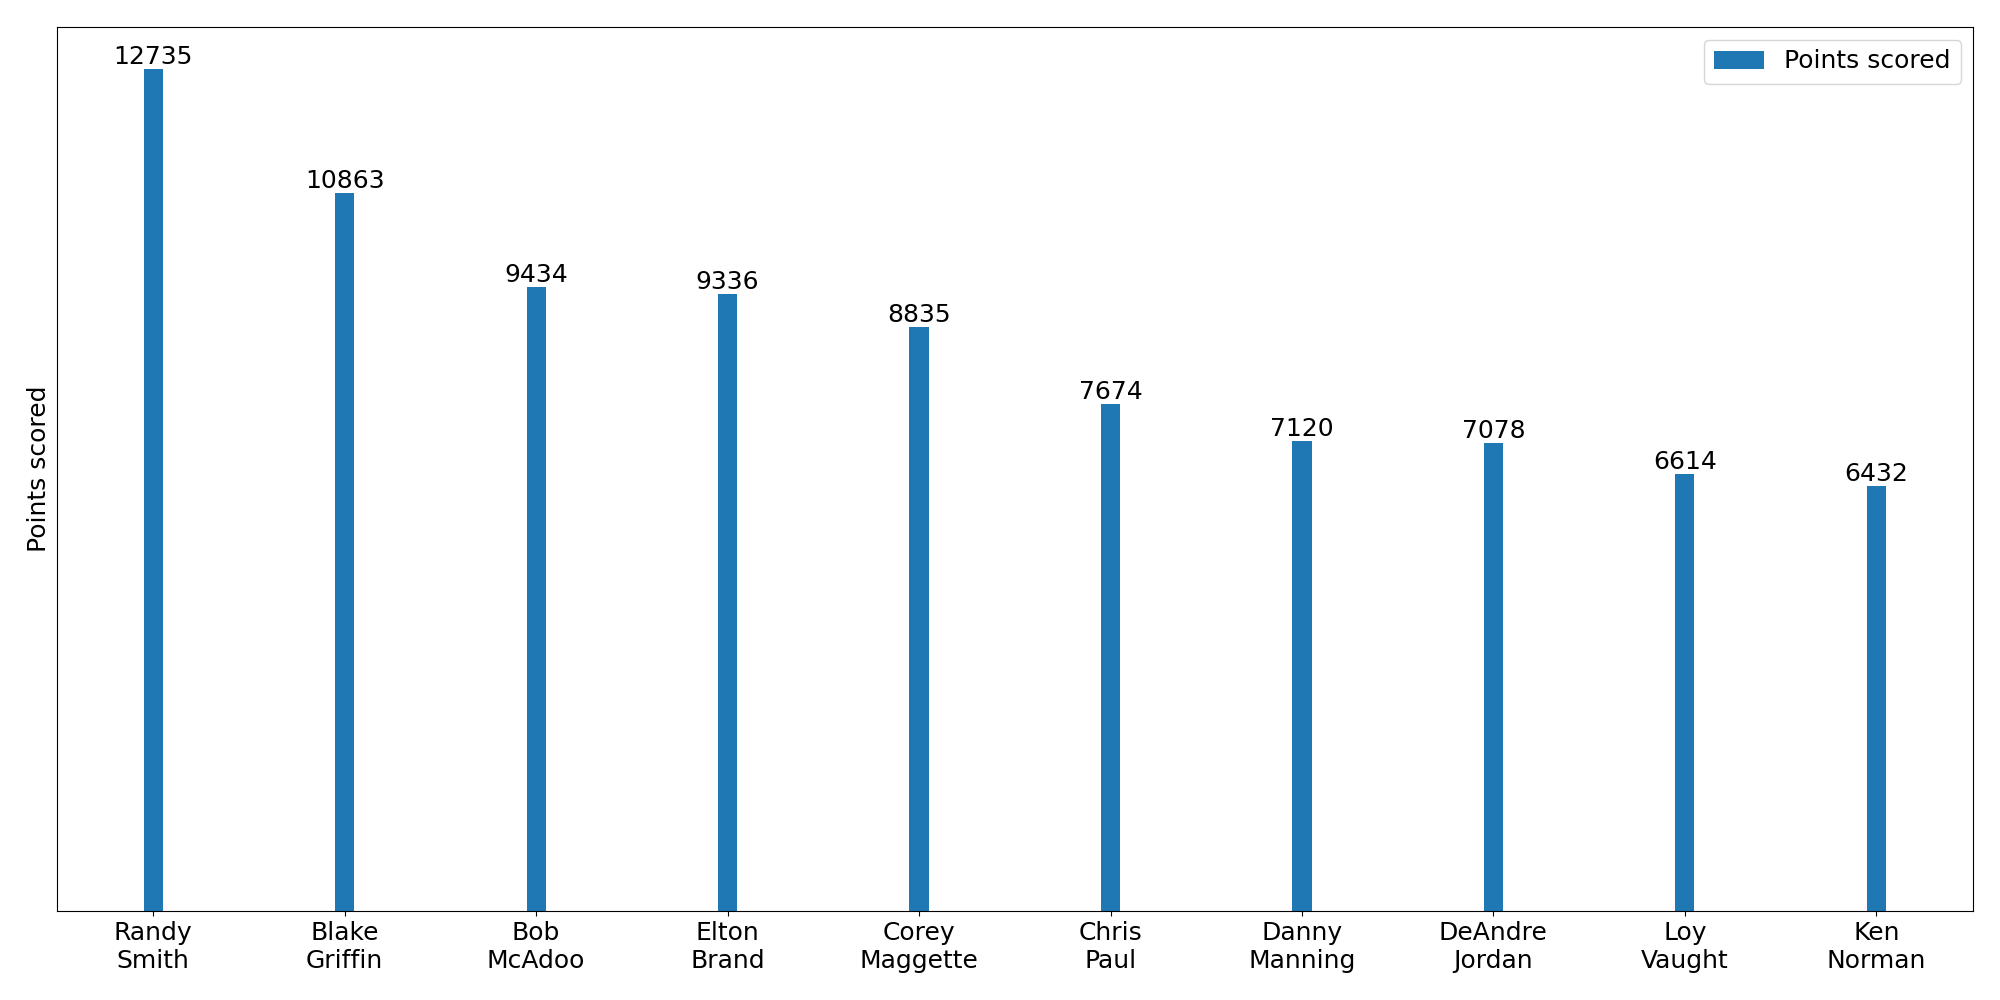 Points scored
12735
10863
9434
9336
8835
7674
7120
7078
6614
6432
Points scored
Randy
Smith
Blake
Griffin
Bob
McAdoo
Elton
Brand
Corey
Maggette
Chris
Paul
Danny
Manning
DeAndre
Jordan
Loy
Vaught
Ken
Norman